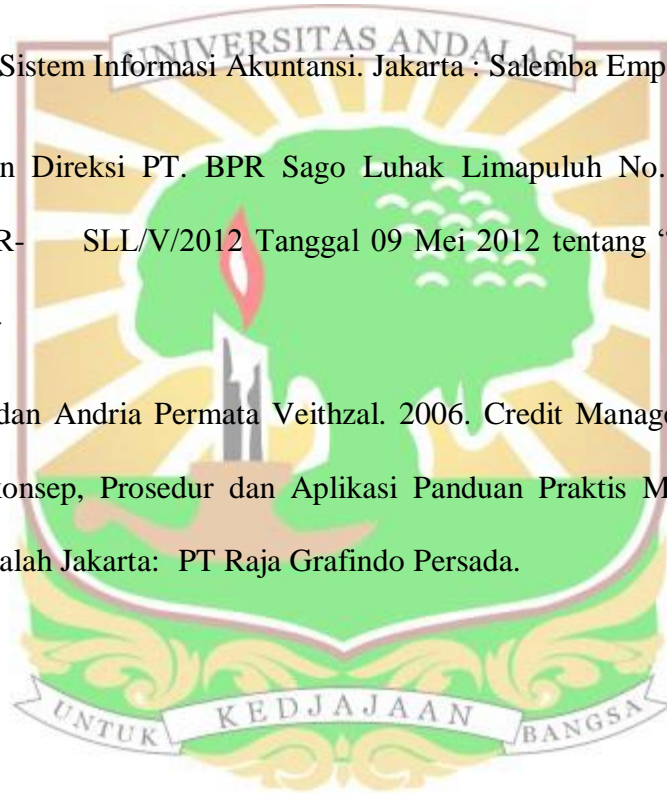 UNIVERSITAS ANDALAS
Sistem Informasi Akuntansi. Jakarta : Salemba Emp
n Direksi PT. BPR Sago Luhak Limapuluh No.
R- SLL/V/2012 Tanggal 09 Mei 2012 tentang “
dan Andria Permata Veithzal. 2006. Credit Manage
konsep, Prosedur dan Aplikasi Panduan Praktis M
alah Jakarta: PT Raja Grafindo Persada.
UNTUK KEDJAJAAN BANGSA